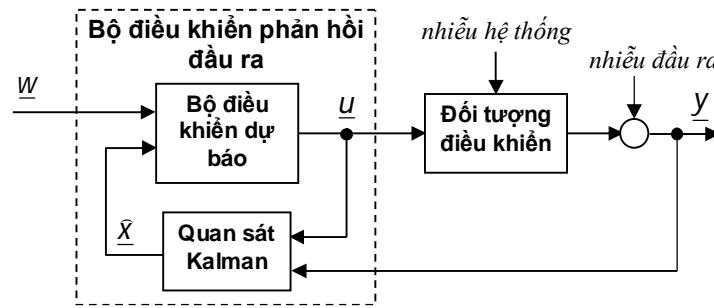 Bộ điều khiển phản hồi
đầu ra
nhiễu hệ thống
nhiễu đầu ra
w
Bộ điều
khiển dự
báo
u
Đối tượng
điều khiển
y
x̂
Quan sát
Kalman